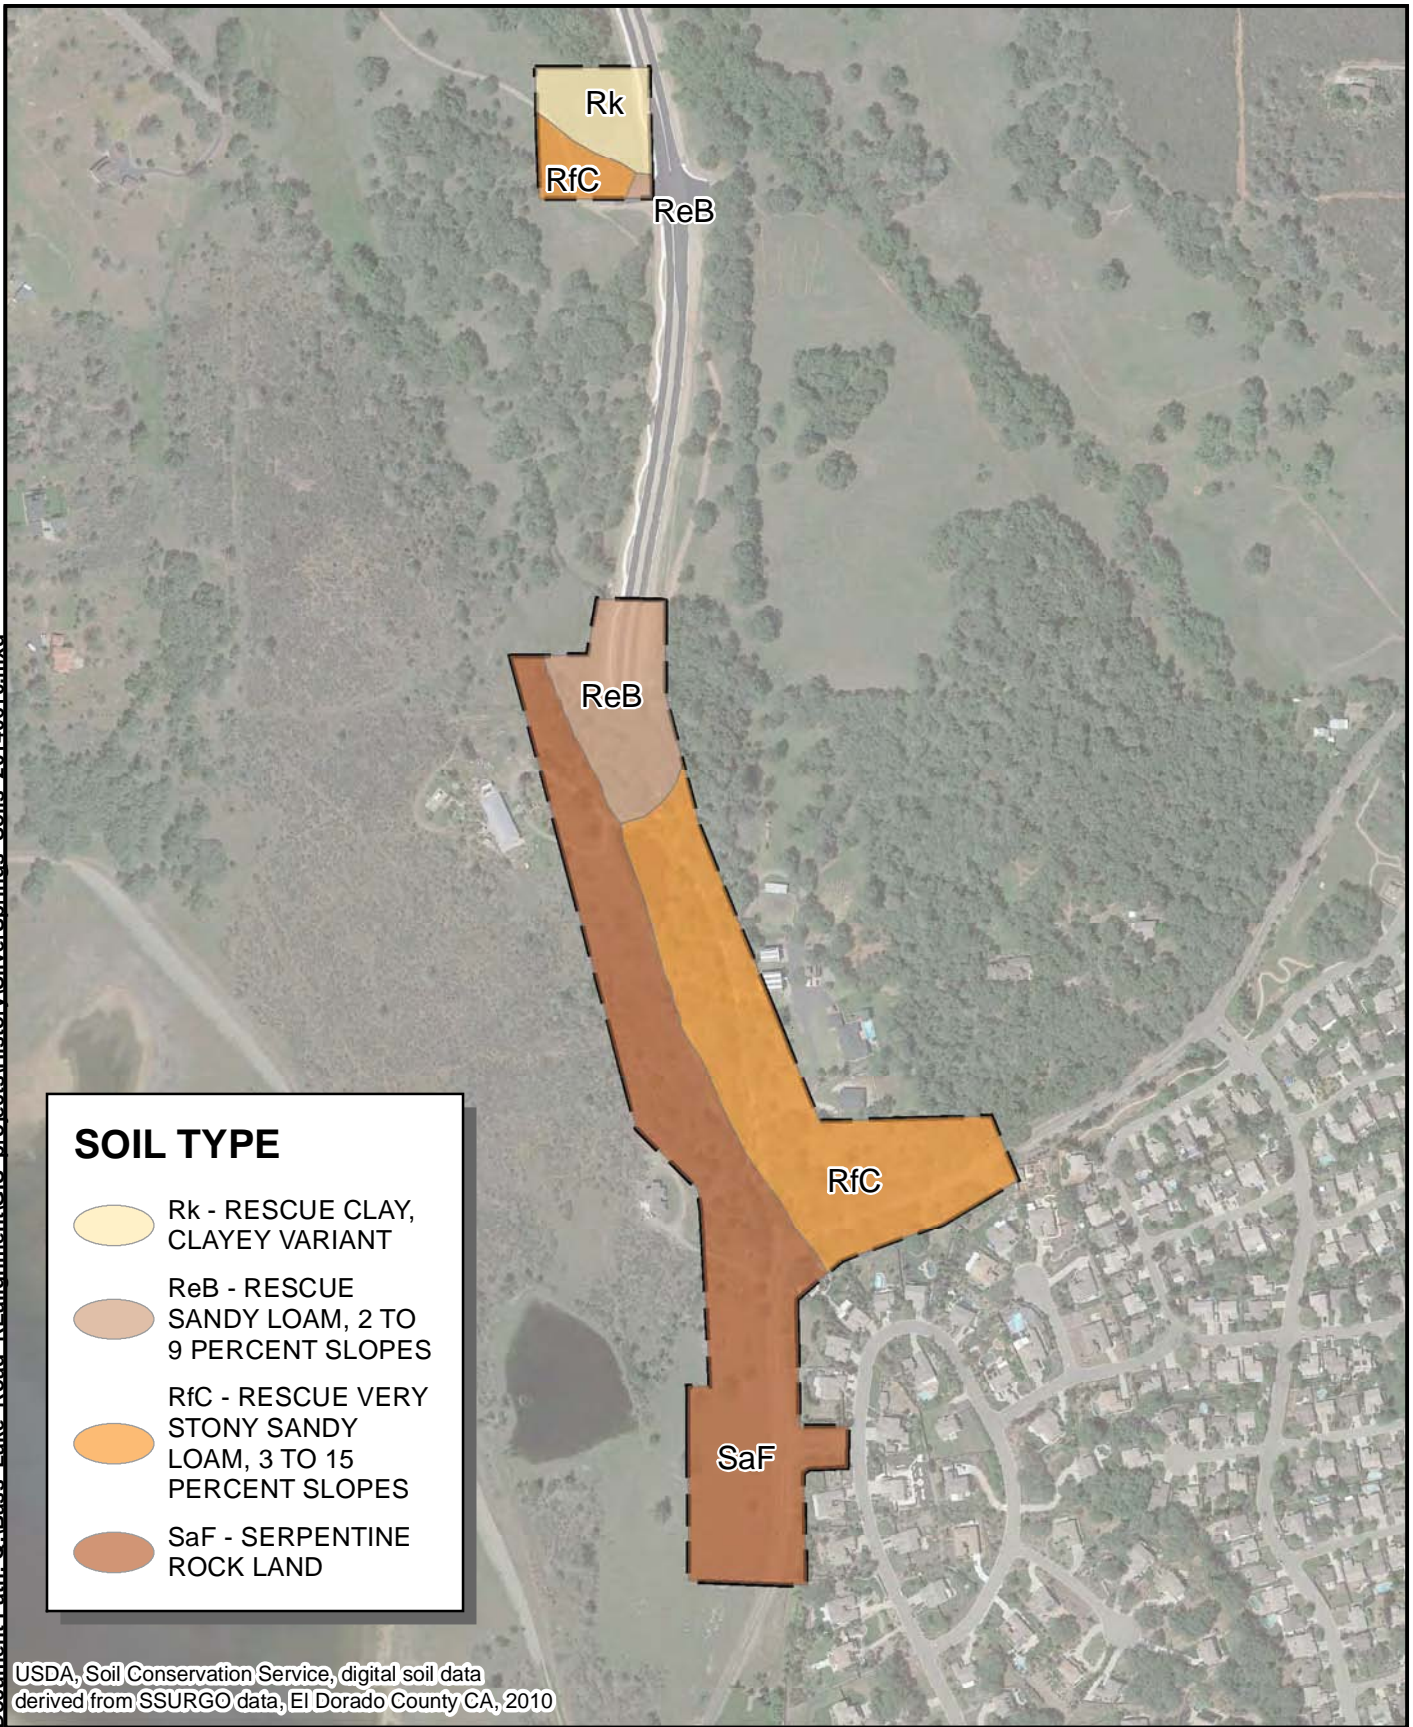 Rk
RfC
ReB
ReB
RfC
SaF
SOIL TYPE
Rk - RESCUE CLAY,
CLAYEY VARIANT
ReB - RESCUE
SANDY LOAM, 2 TO
9 PERCENT SLOPES
RfC - RESCUE VERY
STONY SANDY
LOAM, 3 TO 15
PERCENT SLOPES
SaF - SERPENTINE
ROCK LAND
USDA, Soil Conservation Service, digital soil data
derived from SSURGO data, El Dorado County CA, 2010